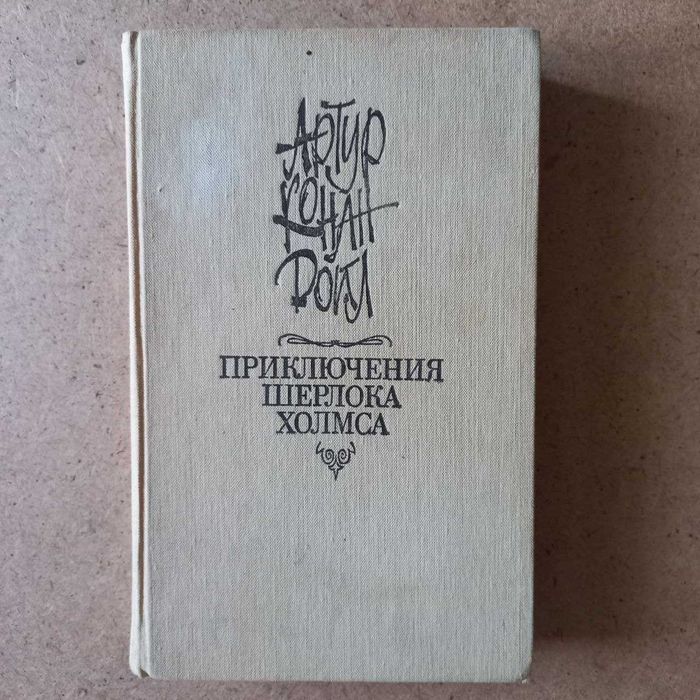 Артур
Конан
Дойл
ПРИКЛЮЧЕНИЯ
ШЕРЛОКА
ХОЛМСА